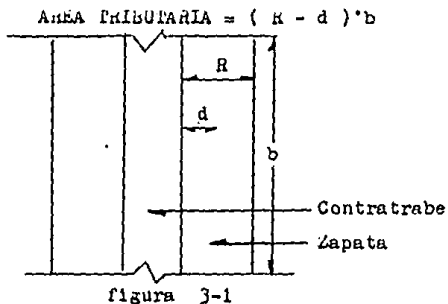 AREA TRIBUTARIA = ( R - d )*b
R
d
b
Contratrabe
Zapata
figura 3-1